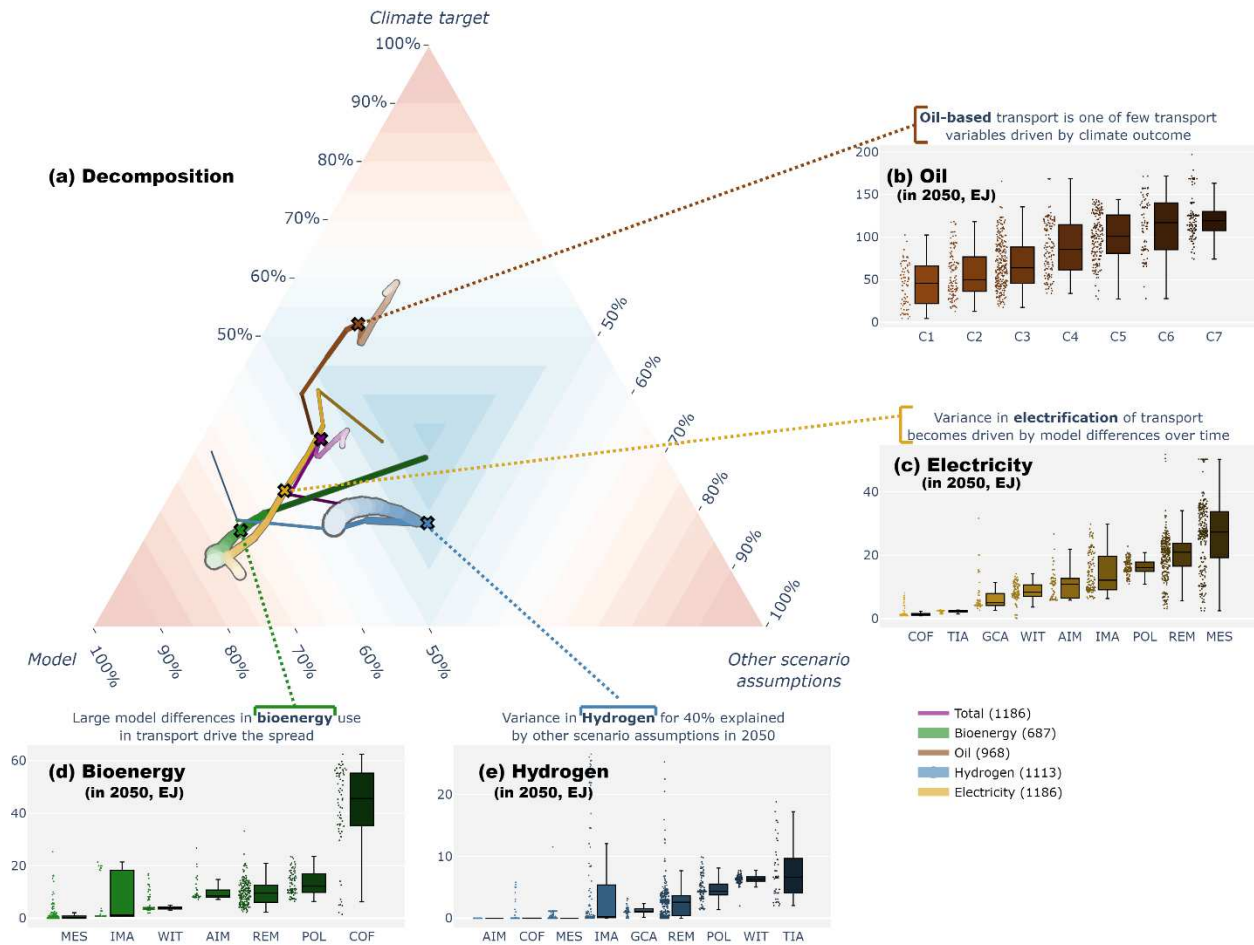 Climate target
100%
90%
80%
70%
60%
50%
(a) Decomposition
50%
60%
70%
80%
90%
100%
Model
100%
90%
80%
70%
60%
50%
Other scenario
assumptions
Oil-based transport is one of few transport
variables driven by climate outcome
(b) Oil
(in 2050, EJ)
200
150
100
50
0
C1 C2 C3 C4 C5 C6 C7
Variance in electrification of transport
becomes driven by model differences over time
(c) Electricity
(in 2050, EJ)
40
20
0
COF TIA GCA WIT AIM IMA POL REM MES
Large model differences in bioenergy use
in transport drive the spread
(d) Bioenergy
(in 2050, EJ)
60
40
20
0
MES IMA WIT AIM REM POL COF
Variance in Hydrogen for 40% explained
by other scenario assumptions in 2050
(e) Hydrogen
(in 2050, EJ)
20
10
0
AIM COF MES IMA GCA REM POL WIT TIA
Total (1186)
Bioenergy (687)
Oil (968)
Hydrogen (1113)
Electricity (1186)